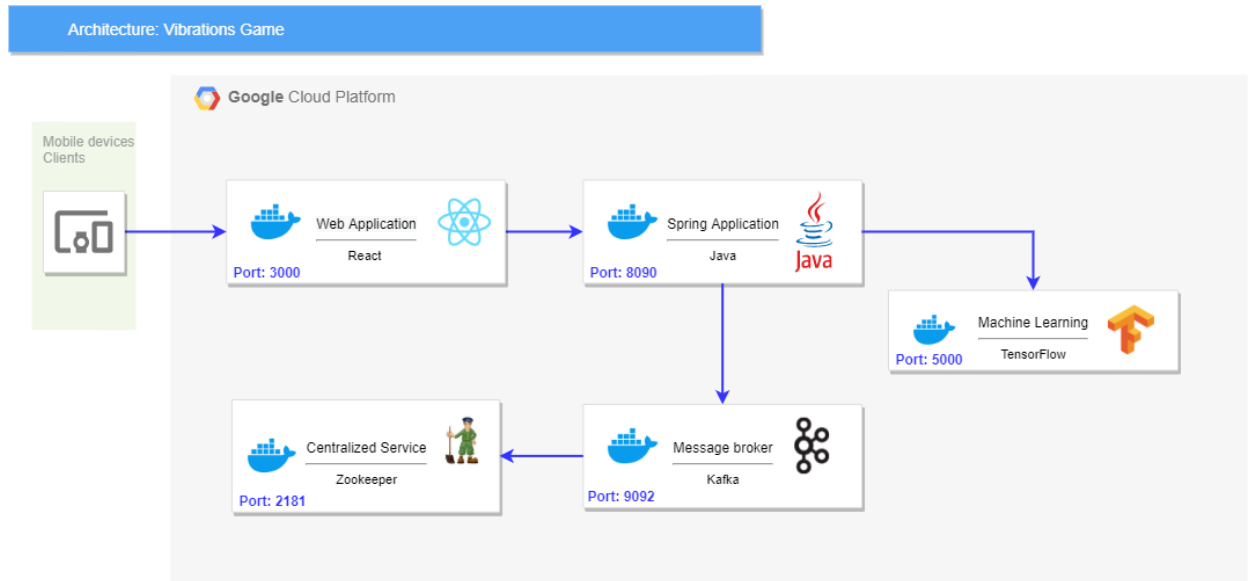 Architecture: Vibrations Game
Google Cloud Platform
Mobile devices
Clients
Web Application
React
Port: 3000
Spring Application
Java
Java
Port: 8090
Machine Learning
TensorFlow
Port: 5000
Centralized Service
Zookeeper
Port: 2181
Message broker
Kafka
Port: 9092